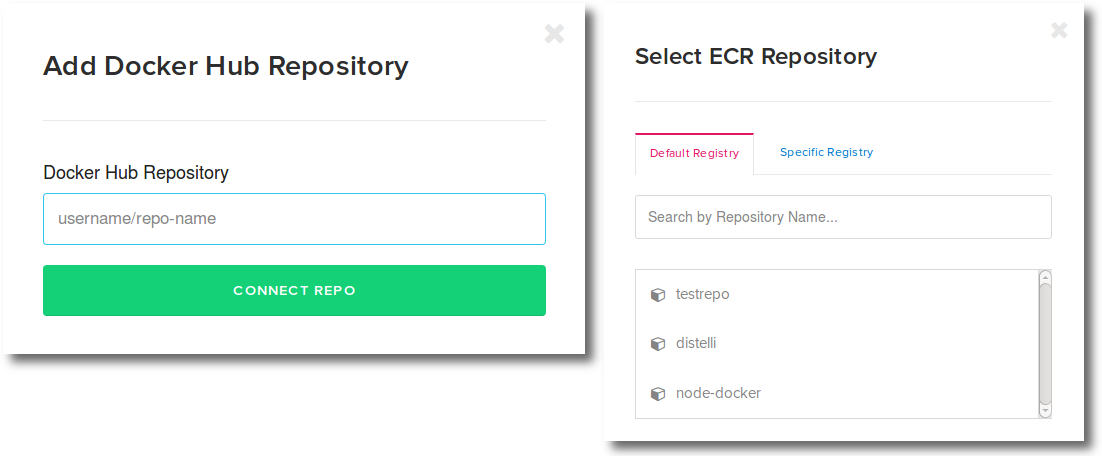 Add Docker Hub Repository
Docker Hub Repository
username/repo-name
CONNECT REPO
Select ECR Repository
Default Registry
Specific Registry
Search by Repository Name...
testrepo
distelli
node-docker